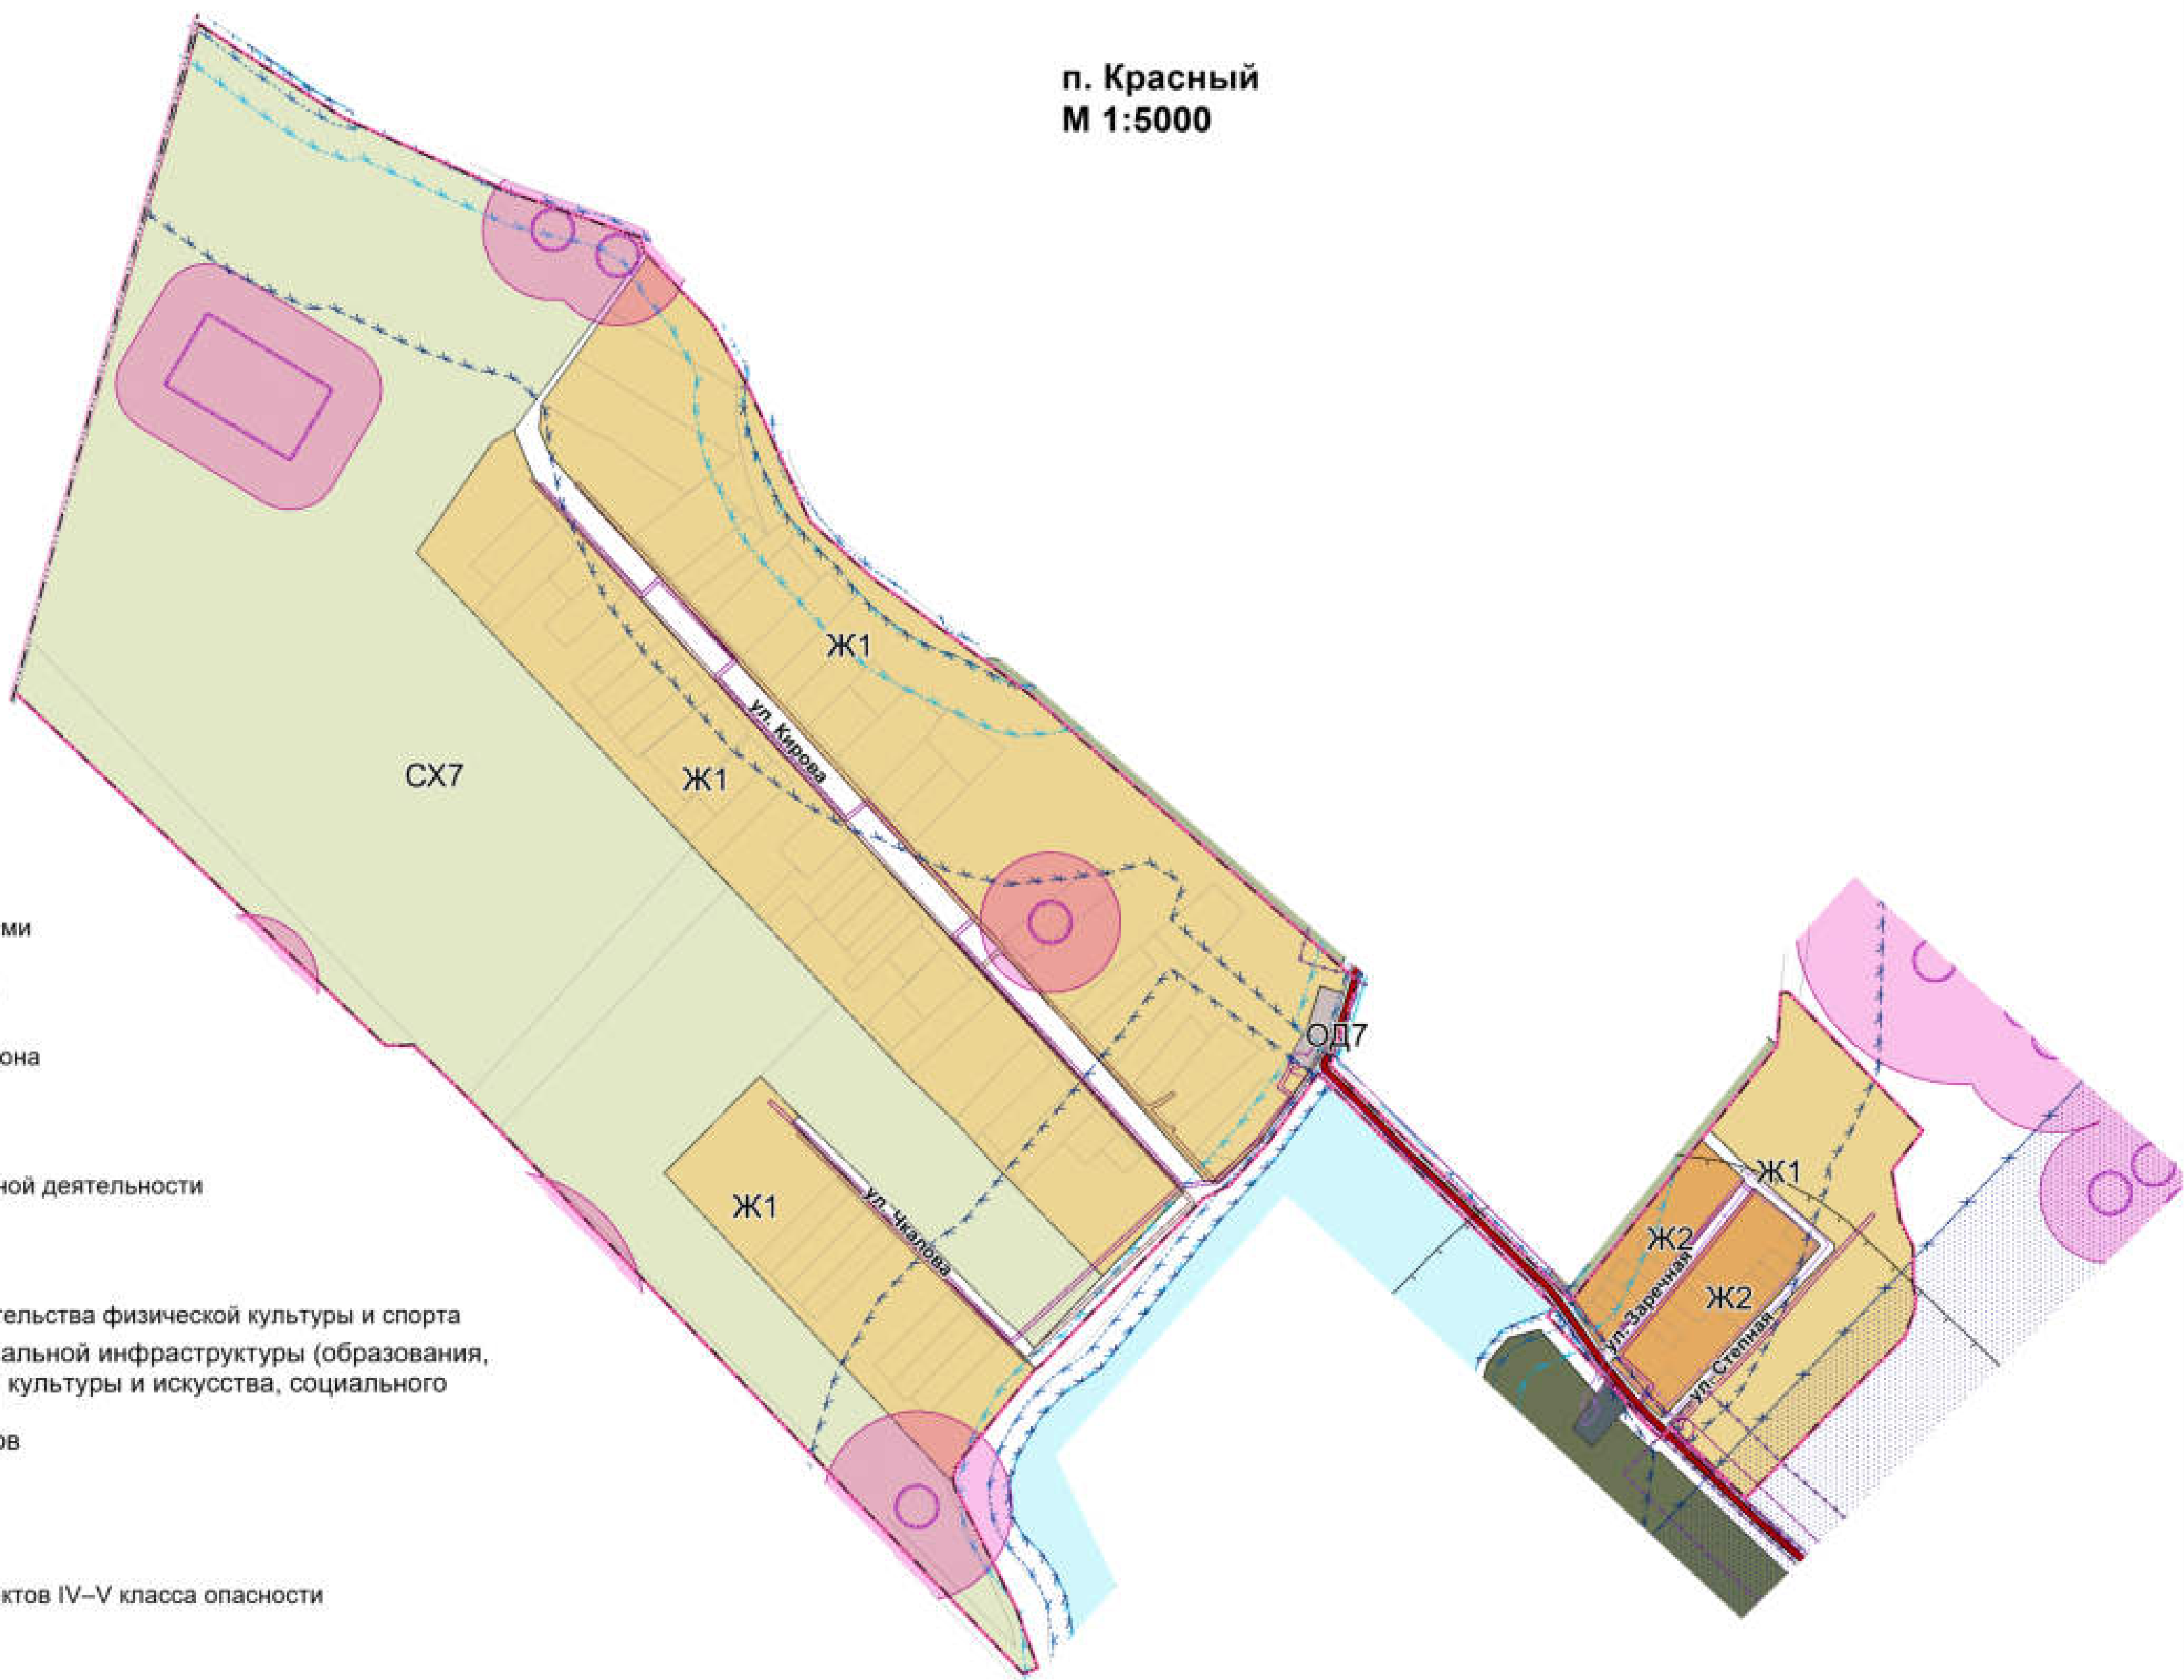 п. Красный
М 1:5000
Ж1
ул. Кирова
СХ7
Ж1
ми
она
ОД7
ной деятельности
Ж1
Ж1
ул. Чкалова
Ж2
ул. Заречная
Ж2
ул. Степная
тельства физической культуры и спорта
альной инфраструктуры (образования,
культуры и искусства, социального
ов
ктов IV–V класса опасности